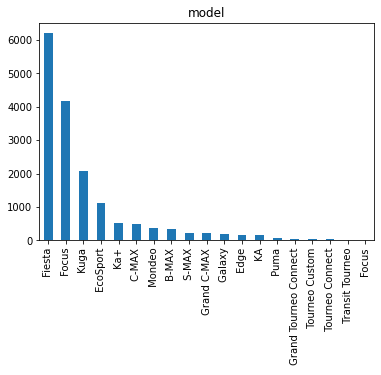 model
6000
5000
4000
3000
2000
1000
0
Fiesta
Focus
Kuga
EcoSport
Ka+
C-MAX
Mondeo
B-MAX
S-MAX
Grand C-MAX
Galaxy
Edge
KA
Puma
Grand Tourneo Connect
Tourneo Custom
Tourneo Connect
Transit Tourneo
Focus